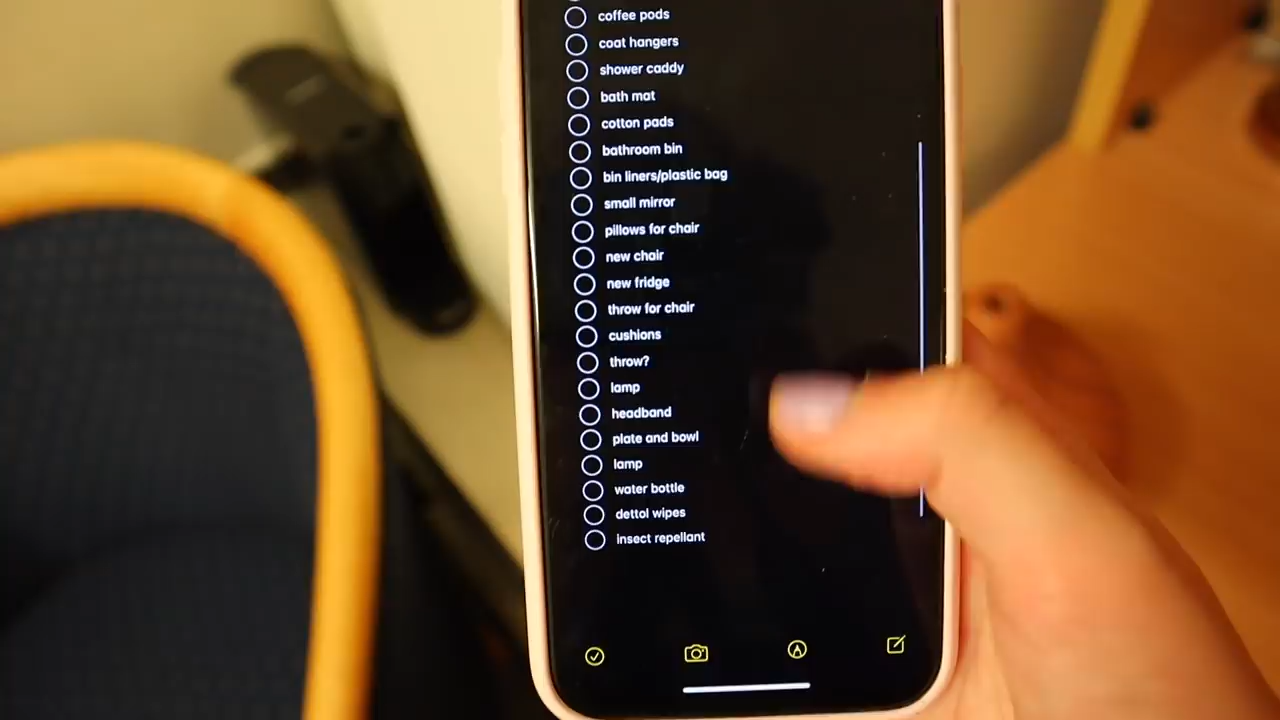 coffee pods
coat hangers
shower caddy
bath mat
cotton pads
bathroom bin
bin liners/plastic bag
small mirror
pillows for chair
new chair
new fridge
throw for chair
cushions
throw?
lamp
headband
plate and bowl
lamp
water bottle
dettol wipes
insect repellant